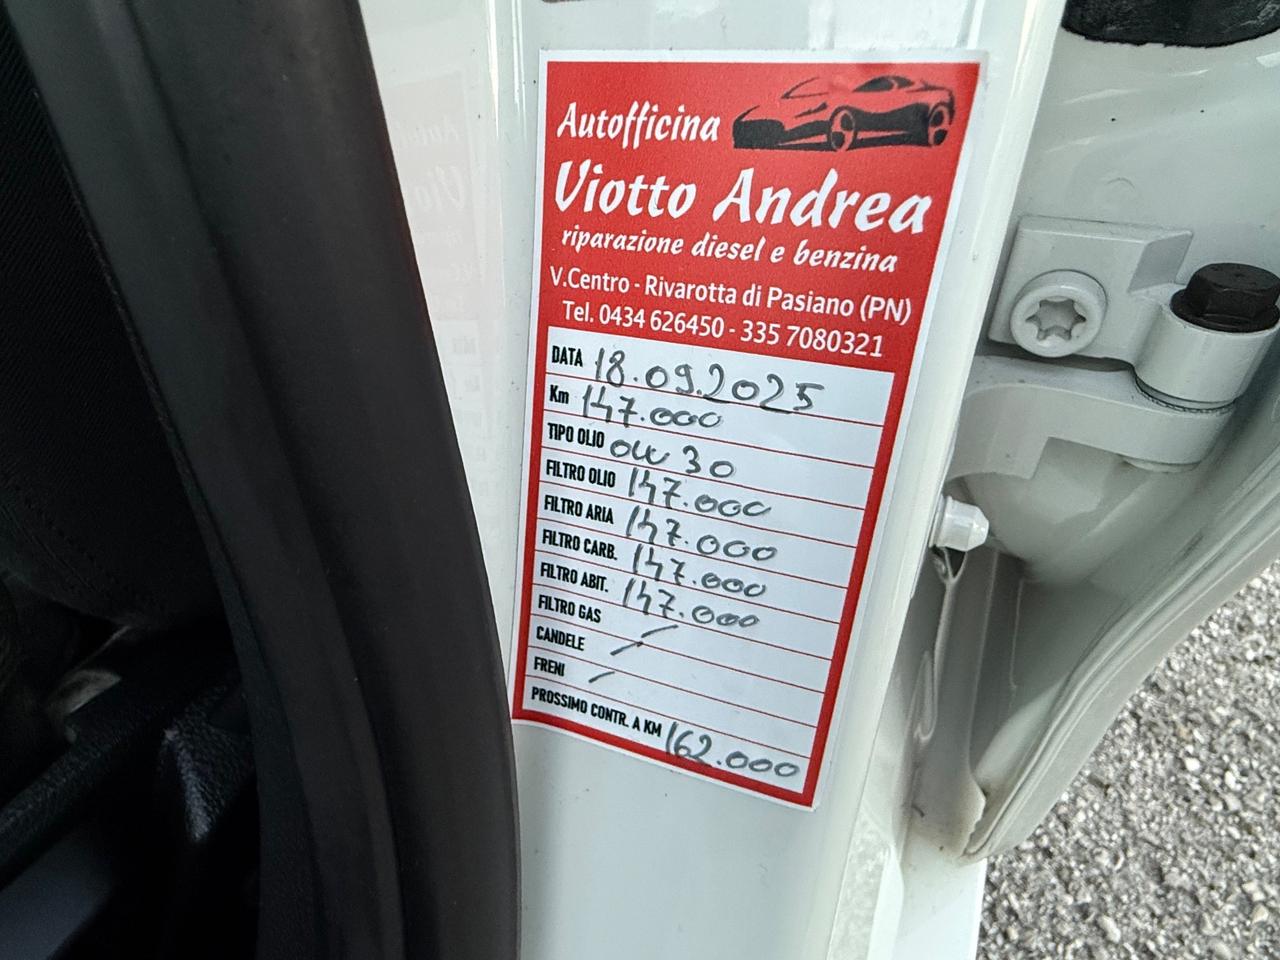 Autofficina
Viotto Andrea
riparazione diesel e benzina
V.Centro - Rivarotta di Pasiano (PN)
Tel. 0434 626450 - 335 7080321
DATA 18.09.2025
Km 147.000
TIPO OLIO 0W 30
FILTRO OLIO 147.000
FILTRO ARIA 147.000
FILTRO CARB. 147.000
FILTRO ABIT. 147.000
FILTRO GAS /
CANDELE /
FRENI /
PROSSIMO CONTR. A KM 162.000